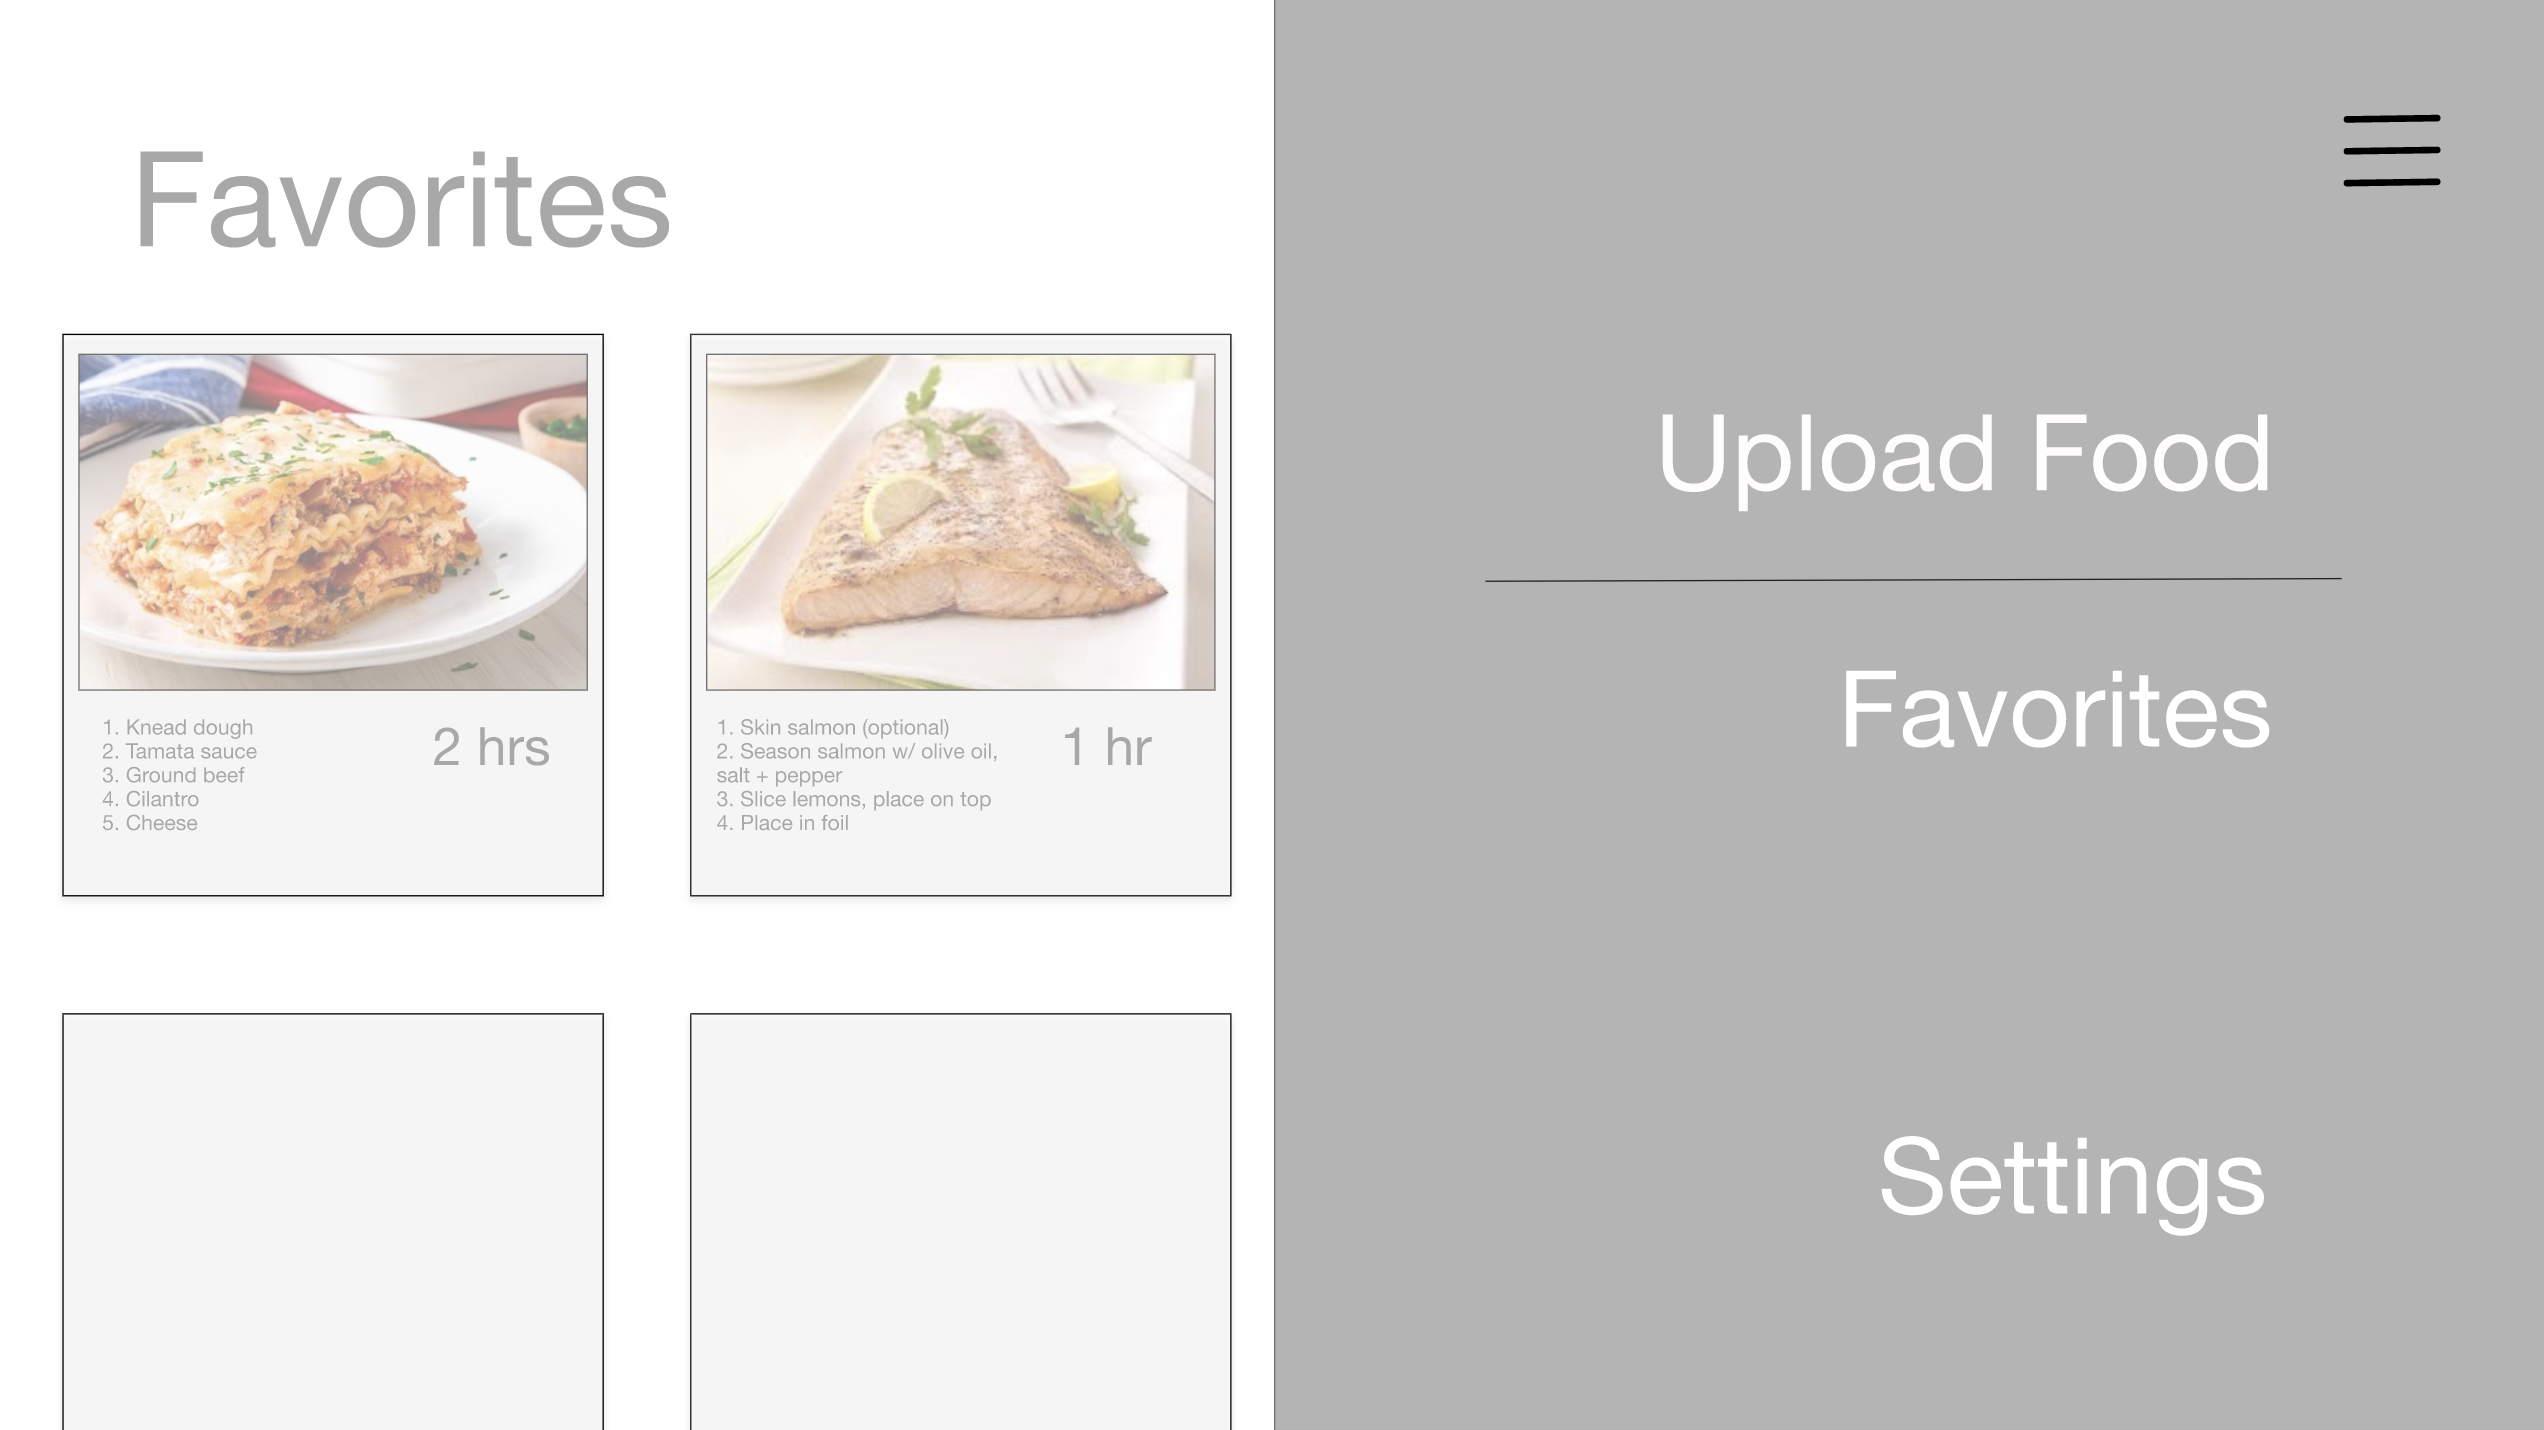 Favorites
1. Knead dough
2. Tamata sauce
3. Ground beef
4. Cilantro
5. Cheese
2 hrs
1. Skin salmon (optional)
2. Season salmon w/ olive oil,
salt + pepper
3. Slice lemons, place on top
4. Place in foil
1 hr
Upload Food
Favorites
Settings